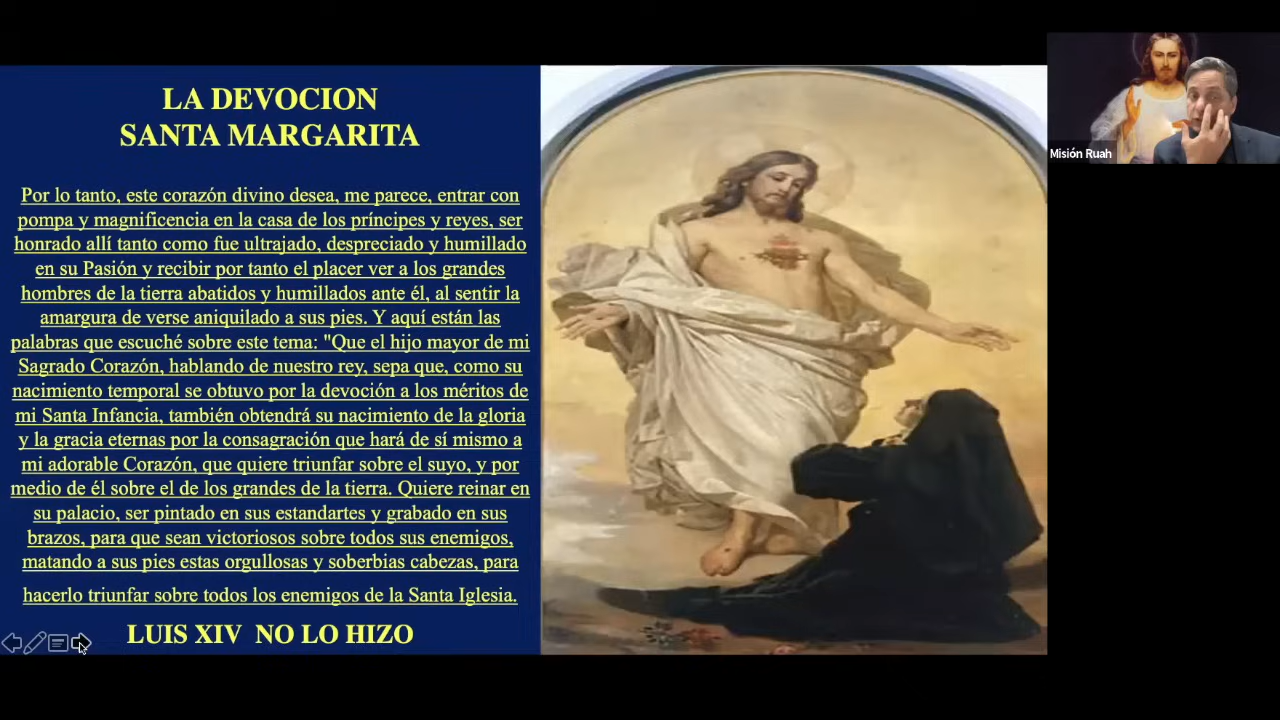 LA DEVOCION
SANTA MARGARITA
Por lo tanto, este corazón divino desea, me parece, entrar con
pompa y magnificencia en la casa de los príncipes y reyes, ser
honrado allí tanto como fue ultrajado, despreciado y humillado
en su Pasión y recibir por tanto el placer ver a los grandes
hombres de la tierra abatidos y humillados ante él, al sentir la
amargura de verse aniquilado a sus pies. Y aquí están las
palabras que escuché sobre este tema: "Que el hijo mayor de mi
Sagrado Corazón, hablando de nuestro rey, sepa que, como su
nacimiento temporal se obtuvo por la devoción a los méritos de
mi Santa Infancia, también obtendrá su nacimiento de la gloria
y la gracia eternas por la consagración que hará de sí mismo a
mi adorable Corazón, que quiere triunfar sobre el suyo, y por
medio de él sobre el de los grandes de la tierra. Quiere reinar en
su palacio, ser pintado en sus estandartes y grabado en sus
brazos, para que sean victoriosos sobre todos sus enemigos,
matando a sus pies estas orgullosas y soberbias cabezas, para
hacerlo triunfar sobre todos los enemigos de la Santa Iglesia.
LUIS XIV NO LO HIZO
Misión Ruah